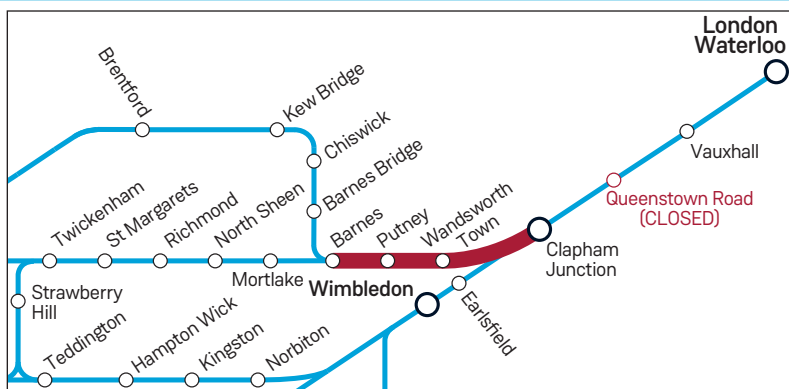 London
Waterloo
Brentford
Kew Bridge
Chiswick
Vauxhall
Barnes Bridge
Queenstown Road
(CLOSED)
Twickenham
St Margarets
Richmond
North Sheen
Barnes
Putney
Wandsworth
Town
Clapham
Junction
Mortlake
Wimbledon
Earlsfield
Strawberry
Hill
Teddington
Hampton Wick
Kingston
Norbiton